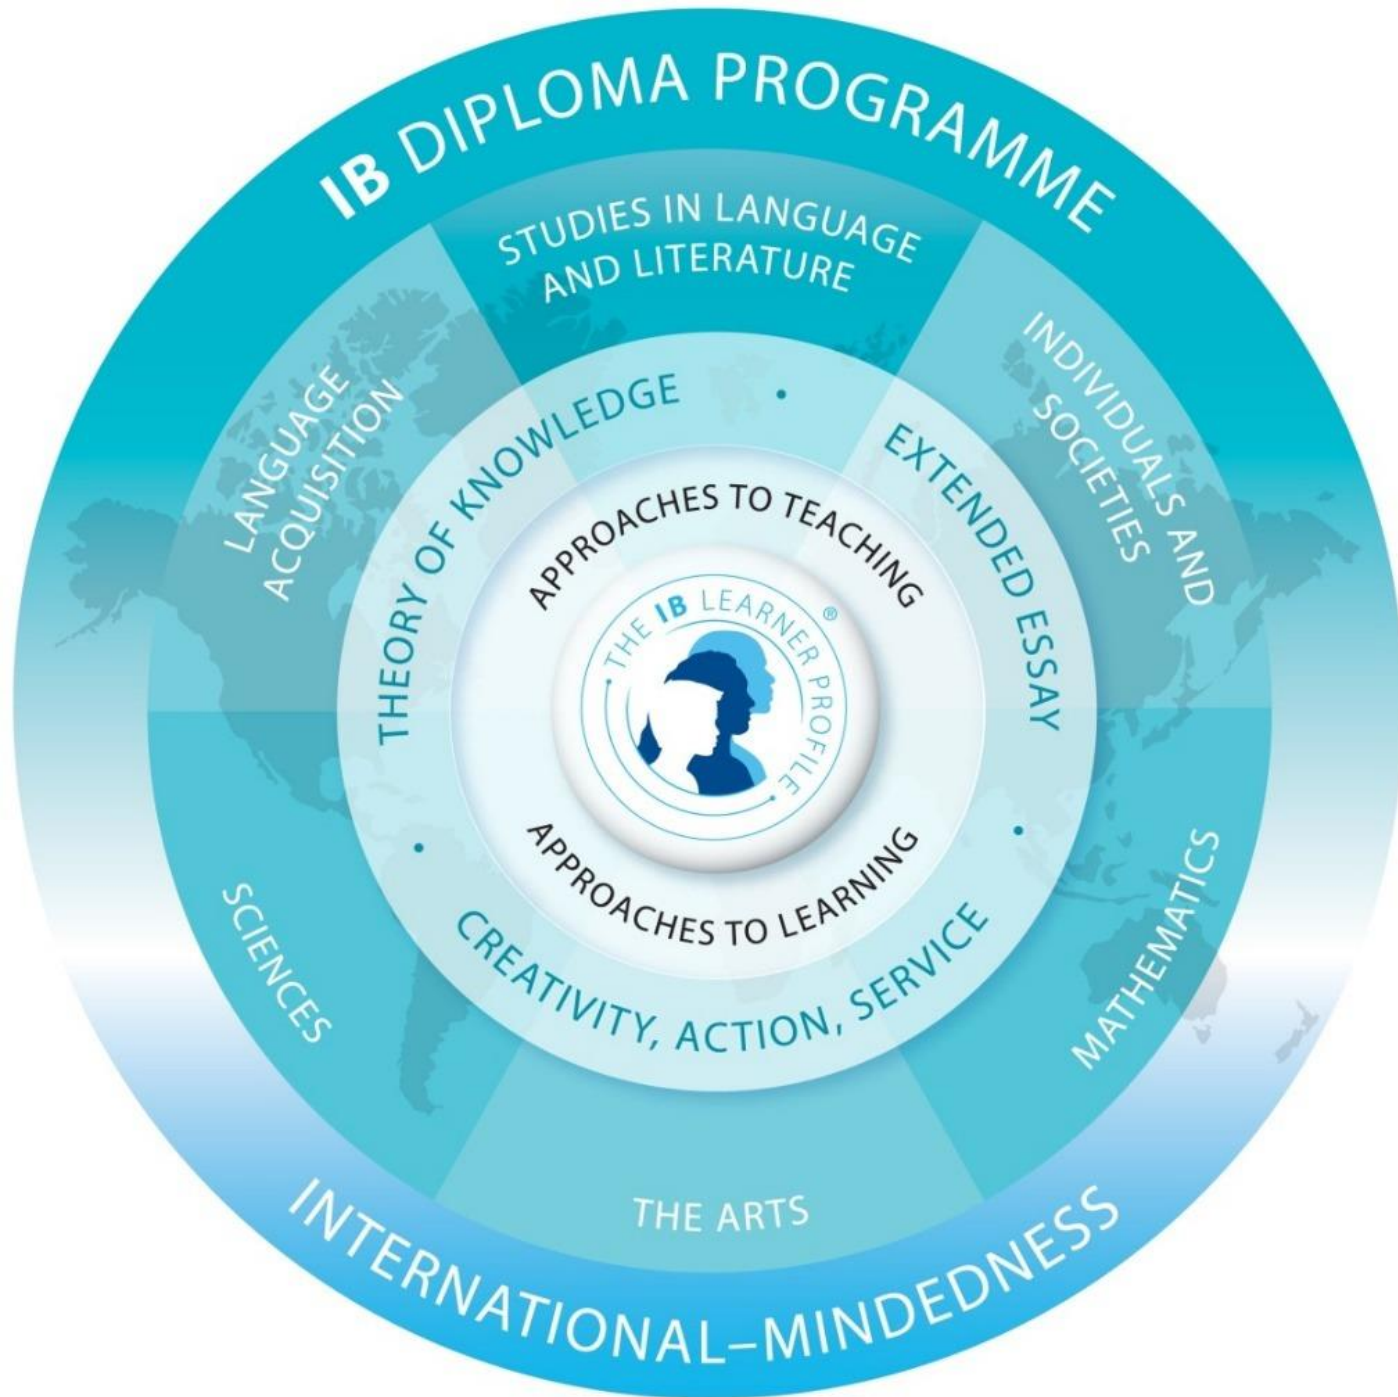 IB DIPLOMA PROGRAMME
STUDIES IN LANGUAGE
AND LITERATURE
LANGUAGE
ACQUISITION
INDIVIDUALS AND
SOCIETIES
THEORY OF KNOWLEDGE
•
EXTENDED ESSAY
•
APPROACHES TO TEACHING
THE IB LEARNER PROFILE ®
APPROACHES TO LEARNING
•
CREATIVITY, ACTION, SERVICE
SCIENCES
MATHEMATICS
THE ARTS
INTERNATIONAL–MINDEDNESS